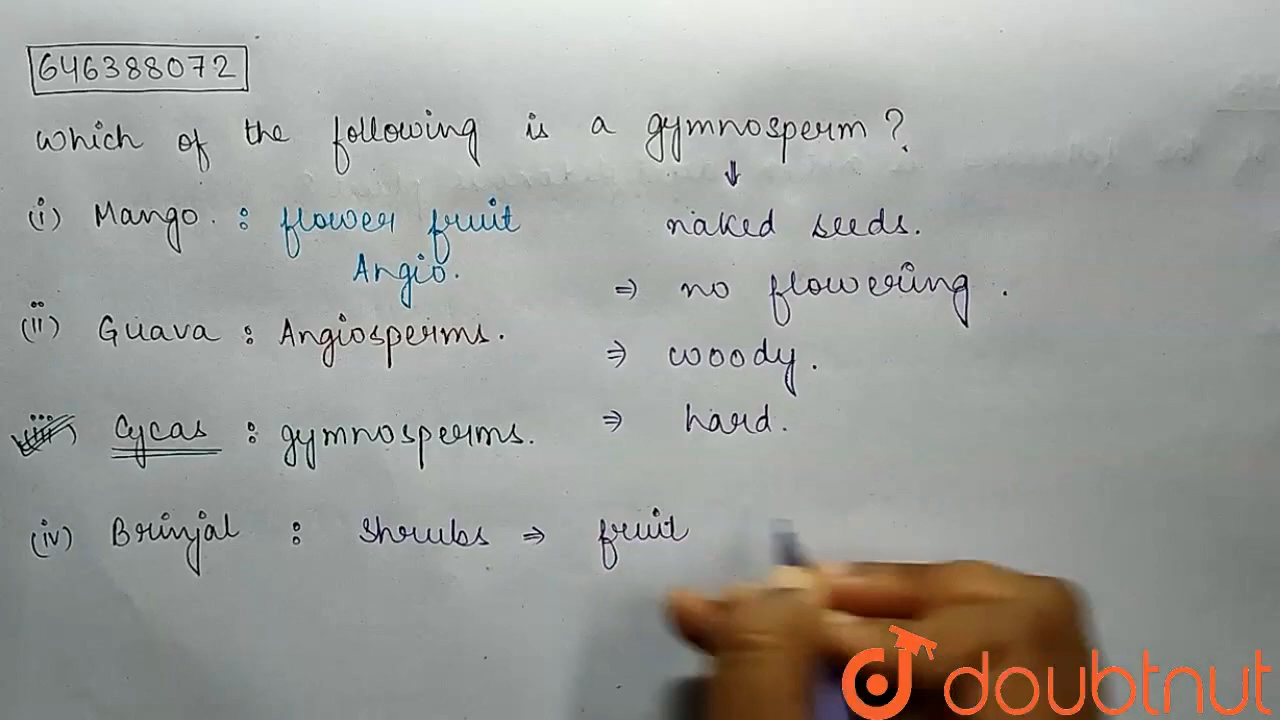 646388072
Which of the following is a gymnosperm?
↓
(i) Mango. : flower fruit
Angio.
naked seeds.
⇒ no flowering.
(ii) Guava : Angiosperms.
⇒ woody.
(iii) Cycas : gymnosperms.
⇒ hard.
(iv) Brinjal : Shrubs ⇒ fruit
doubtnut